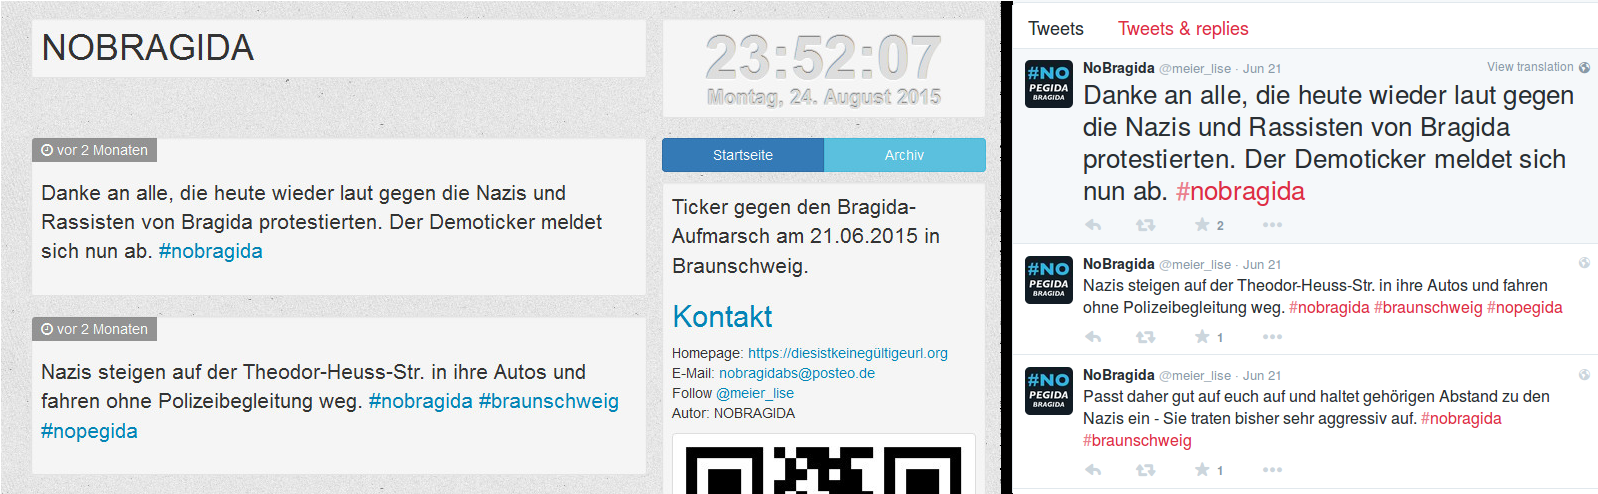 NOBRAGIDA
vor 2 Monaten
Danke an alle, die heute wieder laut gegen die Nazis und
Rassisten von Bragida protestierten. Der Demoticker meldet
sich nun ab. #nobragida
vor 2 Monaten
Nazis steigen auf der Theodor-Heuss-Str. in ihre Autos und
fahren ohne Polizeibegleitung weg. #nobragida #braunschweig
#nopegida
23:52:07
Montag, 24. August 2015
Startseite Archiv
Ticker gegen den Bragida-
Aufmarsch am 21.06.2015 in
Braunschweig.
Kontakt
Homepage: https://diesistkeinegültigeurl.org
E-Mail: nobragidabs@posteo.de
Follow @meier_lise
Autor: NOBRAGIDA
Tweets Tweets & replies
#NO
PEGIDA
BRAGIDA
NoBragida @meier_lise · Jun 21 View translation
Danke an alle, die heute wieder laut gegen
die Nazis und Rassisten von Bragida
protestierten. Der Demoticker meldet sich
nun ab. #nobragida
2
#NO
PEGIDA
BRAGIDA
NoBragida @meier_lise · Jun 21
Nazis steigen auf der Theodor-Heuss-Str. in ihre Autos und fahren
ohne Polizeibegleitung weg. #nobragida #braunschweig #nopegida
1
#NO
PEGIDA
BRAGIDA
NoBragida @meier_lise · Jun 21
Passt daher gut auf euch auf und haltet gehörigen Abstand zu den
Nazis ein - Sie traten bisher sehr aggressiv auf. #nobragida
#braunschweig
1